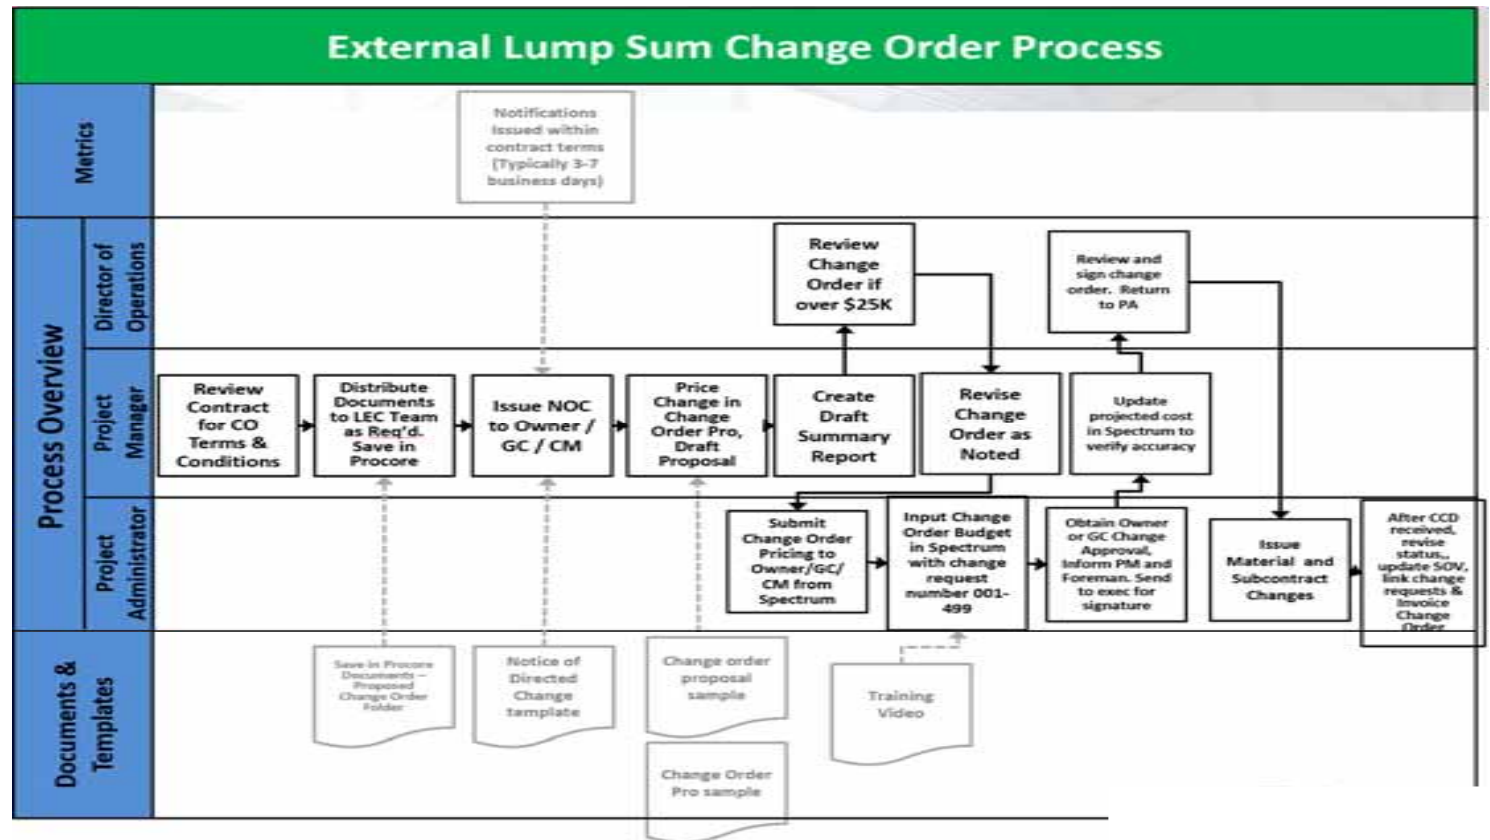 External Lump Sum Change Order Process
Metrics
Notifications
Issued within
contract terms
(Typically 3-7
business days)
Process Overview
Director of
Operations
Review
Change
Order if
over $25K
Review and
sign change
order. Return
to PA
Project
Manager
Review
Contract
for CO
Terms &
Conditions
Distribute
Documents
to LEC Team
as Req'd.
Save in
Procore
Issue NOC
to Owner /
GC / CM
Price
Change in
Change
Order Pro,
Draft
Proposal
Create
Draft
Summary
Report
Revise
Change
Order as
Noted
Update
projected cost
in Spectrum to
verify accuracy
Project
Administrator
Submit
Change Order
Pricing to
Owner/GC/
CM from
Spectrum
Input Change
Order Budget
in Spectrum
with change
request
number 001-
499
Obtain Owner
or GC Change
Approval,
Inform PM and
Foreman. Send
to exec for
signature
Issue
Material and
Subcontract
Changes
After CCD
received,
revise
status,,
update SOV,
link change
requests &
Invoice
Change
Order
Documents &
Templates
Save in Procore
Documents –
Proposed
Change Order
Folder
Notice of
Directed
Change
template
Change order
proposal
sample
Change Order
Pro sample
Training
Video